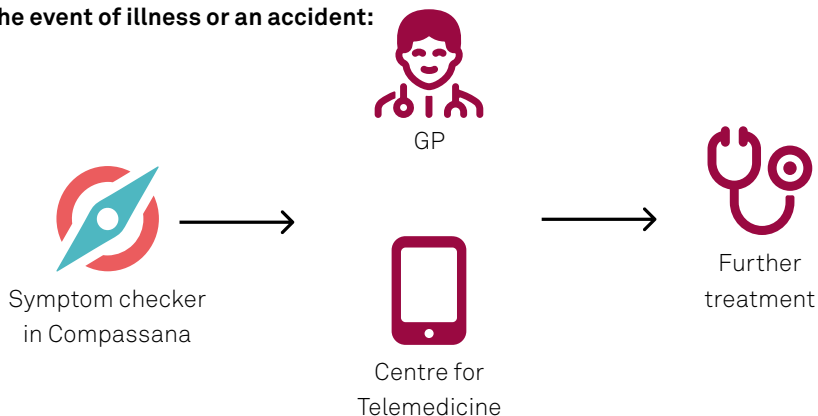 he event of illness or an accident:
GP
Symptom checker
in Compassana
Centre for
Telemedicine
Further
treatment